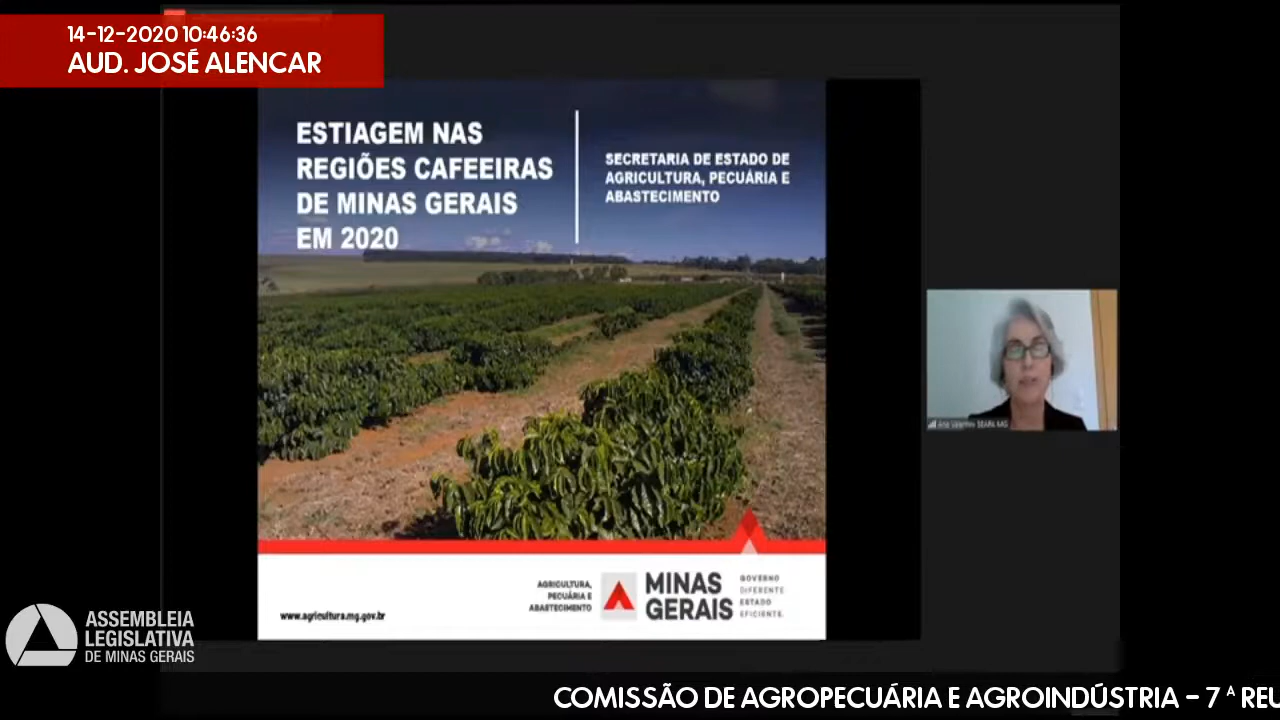 14-12-2020 10:46:36
AUD. JOSÉ ALENCAR
ESTIAGEM NAS
REGIÕES CAFEEIRAS
DE MINAS GERAIS
EM 2020
SECRETARIA DE ESTADO DE
AGRICULTURA, PECUÁRIA E
ABASTECIMENTO
www.agricultura.mg.gov.br
AGRICULTURA,
PECUÁRIA E
ABASTECIMENTO
MINAS
GERAIS
GOVERNO
DIFERENTE
ESTADO
EFICIENTE.
ASSEMBLEIA
LEGISLATIVA
DE MINAS GERAIS
COMISSÃO DE AGROPECUÁRIA E AGROINDÚSTRIA – 7ª REU